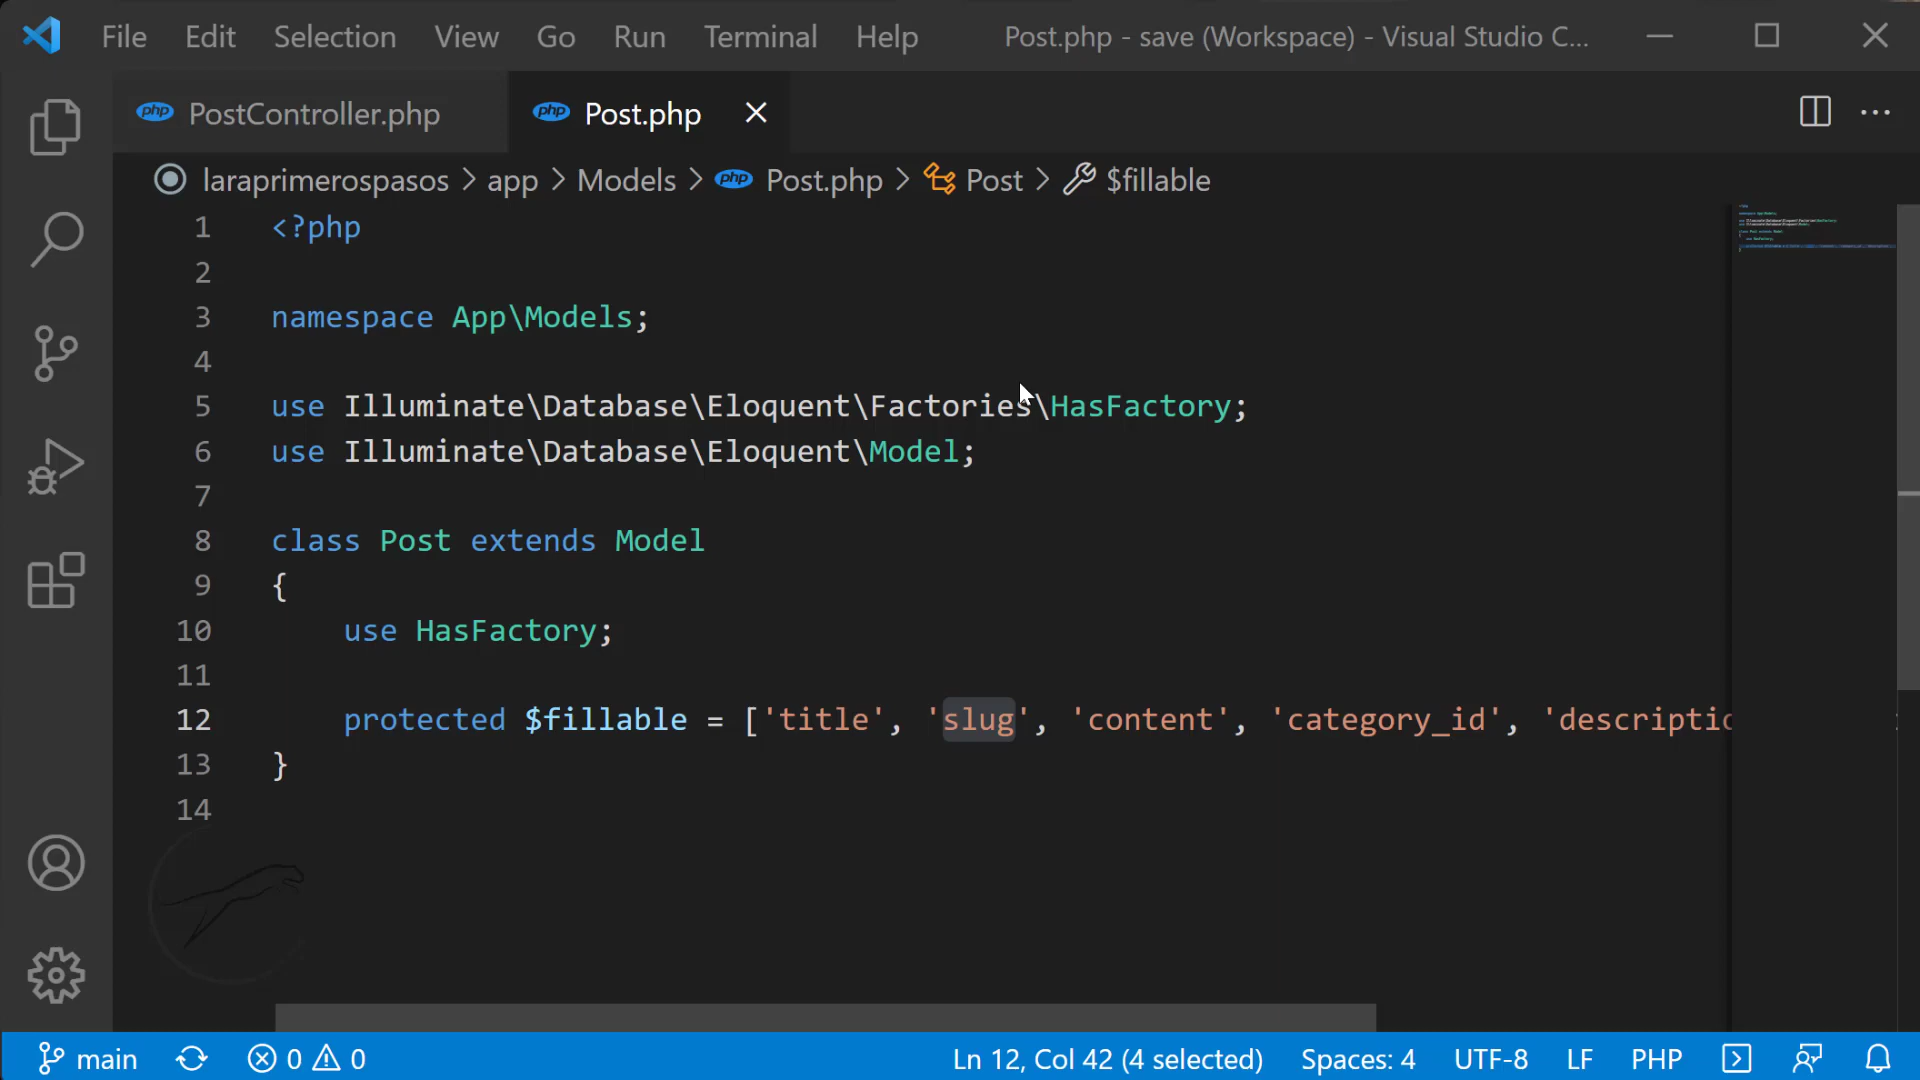 File Edit Selection View Go Run Terminal Help Post.php - save (Workspace) - Visual Studio C...
php PostController.php php Post.php
laraprimerospasos > app > Models > php Post.php > Post > $fillable
1 <?php
2
3 namespace App\Models;
4
5 use Illuminate\Database\Eloquent\Factories\HasFactory;
6 use Illuminate\Database\Eloquent\Model;
7
8 class Post extends Model
9 {
10 use HasFactory;
11
12 protected $fillable = ['title', 'slug', 'content', 'category_id', 'descriptio
13 }
14
main 0 0 Ln 12, Col 42 (4 selected) Spaces: 4 UTF-8 LF PHP